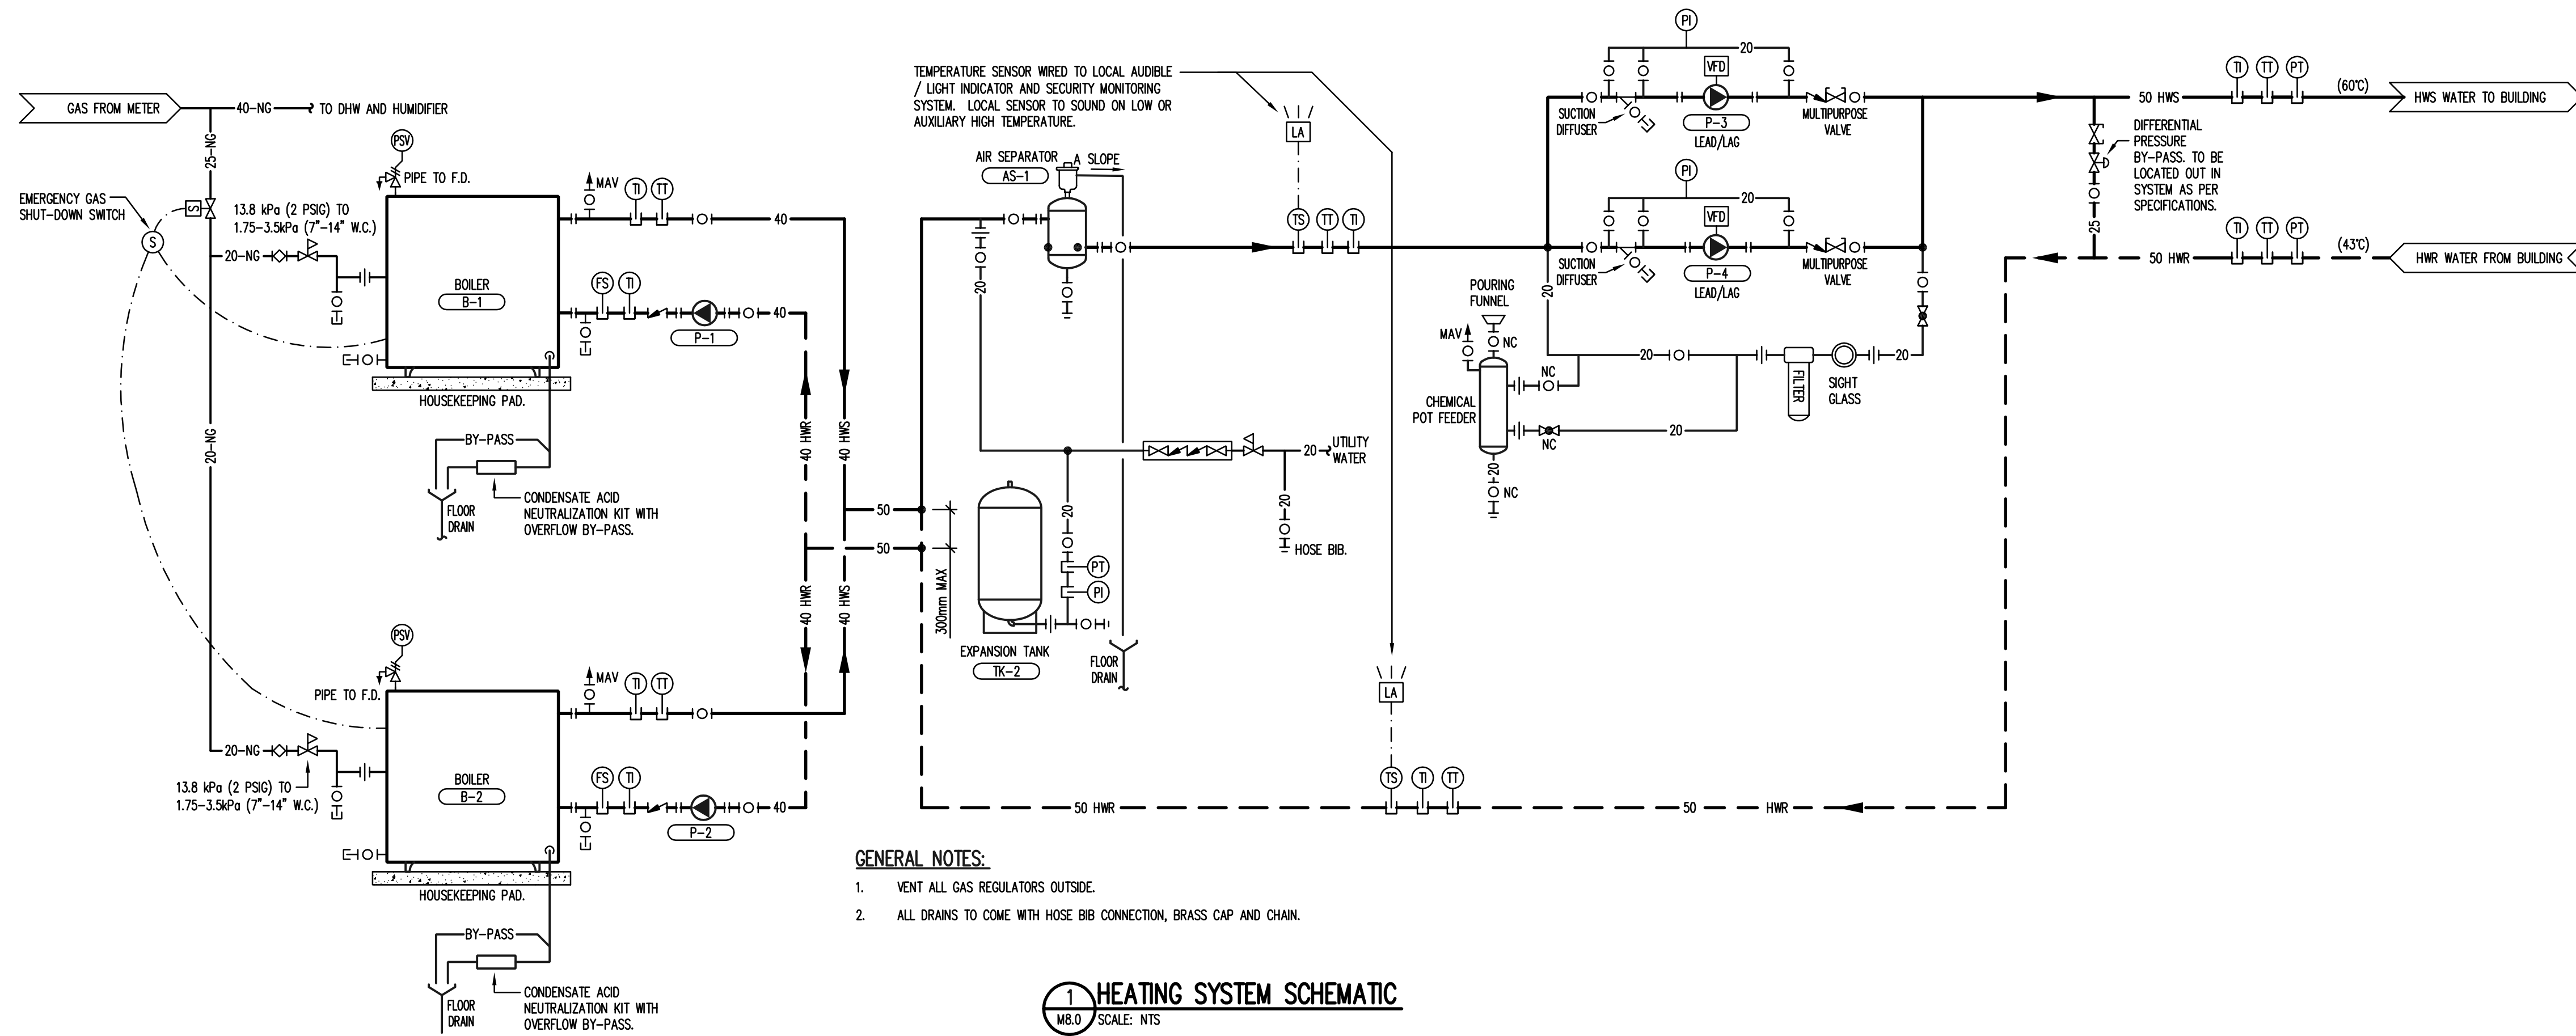 GAS FROM METER
40-NG
TO DHW AND HUMIDIFIER
25-NG
EMERGENCY GAS
SHUT-DOWN SWITCH
S
S
13.8 kPa (2 PSIG) TO
1.75-3.5kPa (7"-14" W.C.)
20-NG
20-NG
PSV
PIPE TO F.D.
BOILER
B-1
MAV
TI
TT
40
FS
TI
P-1
40
HOUSEKEEPING PAD.
BY-PASS
FLOOR
DRAIN
CONDENSATE ACID
NEUTRALIZATION KIT WITH
OVERFLOW BY-PASS.
40 HWR
40 HWS
40 HWR
40 HWS
PSV
PIPE TO F.D.
20-NG
13.8 kPa (2 PSIG) TO
1.75-3.5kPa (7"-14" W.C.)
BOILER
B-2
MAV
TI
TT
FS
TI
P-2
40
HOUSEKEEPING PAD.
BY-PASS
FLOOR
DRAIN
CONDENSATE ACID
NEUTRALIZATION KIT WITH
OVERFLOW BY-PASS.
50
50
300mm MAX
TEMPERATURE SENSOR WIRED TO LOCAL AUDIBLE
/ LIGHT INDICATOR AND SECURITY MONITORING
SYSTEM. LOCAL SENSOR TO SOUND ON LOW OR
AUXILIARY HIGH TEMPERATURE.
AIR SEPARATOR
AS-1
A SLOPE
20
LA
TS
TT
TI
20
UTILITY
WATER
20
HOSE BIB.
20
PT
PI
EXPANSION TANK
TK-2
FLOOR
DRAIN
LA
TS
TI
TT
50 HWR
50 HWR
PI
20
VFD
SUCTION
DIFFUSER
P-3
LEAD/LAG
MULTIPURPOSE
VALVE
PI
20
VFD
SUCTION
DIFFUSER
P-4
LEAD/LAG
MULTIPURPOSE
VALVE
20
POURING
FUNNEL
MAV
NC
NC
CHEMICAL
POT FEEDER
NC
20
NC
20
20
FILTER
SIGHT
GLASS
20
50 HWS
TI
TT
PT
(60°C)
HWS WATER TO BUILDING
DIFFERENTIAL
PRESSURE
BY-PASS. TO BE
LOCATED OUT IN
SYSTEM AS PER
SPECIFICATIONS.
25
50 HWR
TI
TT
PT
(43°C)
HWR WATER FROM BUILDING
GENERAL NOTES:
1. VENT ALL GAS REGULATORS OUTSIDE.
2. ALL DRAINS TO COME WITH HOSE BIB CONNECTION, BRASS CAP AND CHAIN.
1
M8.0
HEATING SYSTEM SCHEMATIC
SCALE: NTS